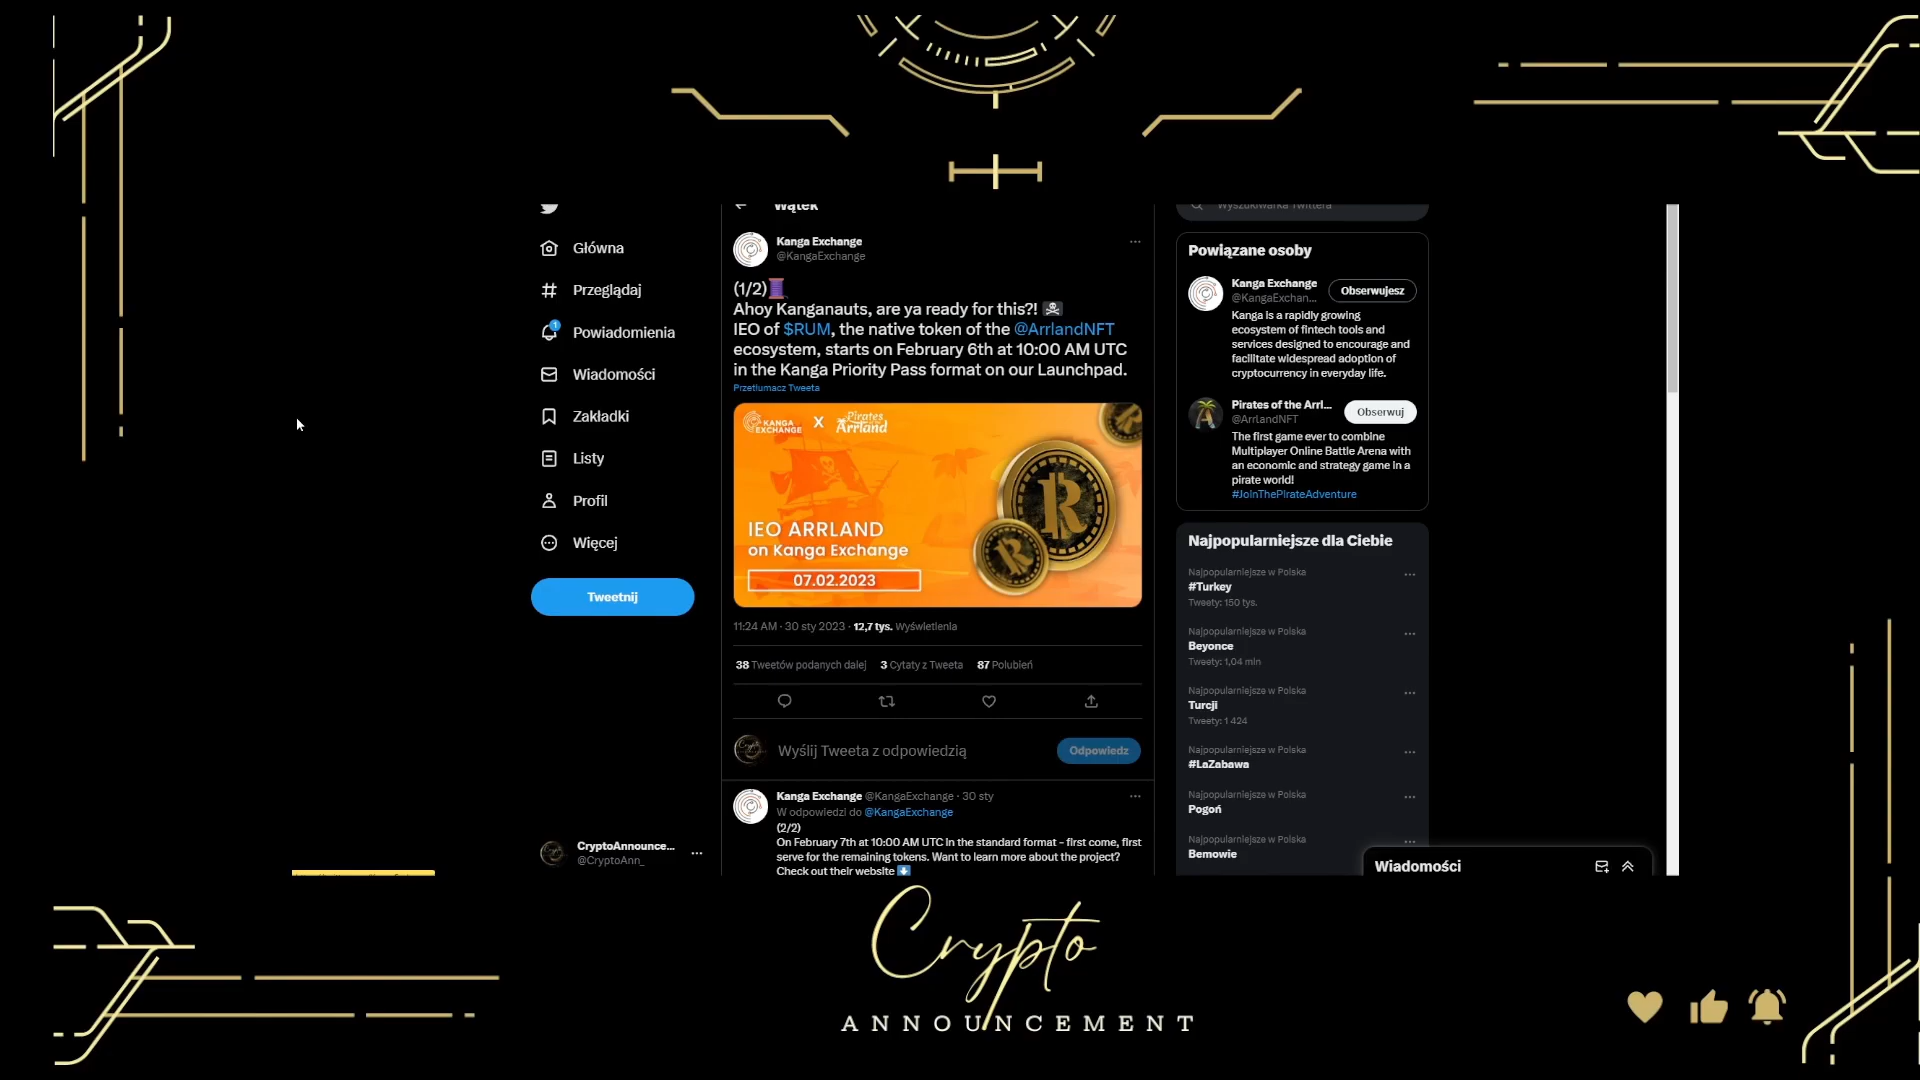 Wątek
Wyszukiwarka Twittera
Główna
Przeglądaj
1
Powiadomienia
Wiadomości
Zakładki
Listy
Profil
Więcej
Tweetnij
CryptoAnnounce...
@CryptoAnn_
Kanga Exchange
@KangaExchange
(1/2)🧵
Ahoy Kanganauts, are ya ready for this?! ☠️
IEO of $RUM, the native token of the @ArrlandNFT
ecosystem, starts on February 6th at 10:00 AM UTC
in the Kanga Priority Pass format on our Launchpad.
Przetłumacz Tweeta
KANGA EXCHANGE X Pirates Arrland
IEO ARRLAND
on Kanga Exchange
07.02.2023
11:24 AM · 30 sty 2023 · 12,7 tys. Wyświetlenia
38 Tweetów podanych dalej 3 Cytaty z Tweeta 87 Polubień
Wyślij Tweeta z odpowiedzią
Odpowiedz
Kanga Exchange @KangaExchange · 30 sty
W odpowiedzi do @KangaExchange
(2/2)
On February 7th at 10:00 AM UTC in the standard format - first come, first
serve for the remaining tokens. Want to learn more about the project?
Check out their website ⬇️
Powiązane osoby
Kanga Exchange
@KangaExchan...
Obserwujesz
Kanga is a rapidly growing
ecosystem of fintech tools and
services designed to encourage and
facilitate widespread adoption of
cryptocurrency in everyday life.
Pirates of the Arrl...
@ArrlandNFT
Obserwuj
The first game ever to combine
Multiplayer Online Battle Arena with
an economic and strategy game in a
pirate world!
#JoinThePirateAdventure
Najpopularniejsze dla Ciebie
Najpopularniejsze w Polska
#Turkey
Tweety: 150 tys.
Najpopularniejsze w Polska
Beyonce
Tweety: 1,04 mln
Najpopularniejsze w Polska
Turcji
Tweety: 1 424
Najpopularniejsze w Polska
#LaZabawa
Najpopularniejsze w Polska
Pogoń
Najpopularniejsze w Polska
Bemowie
Wiadomości
Crypto
ANNOUNCEMENT